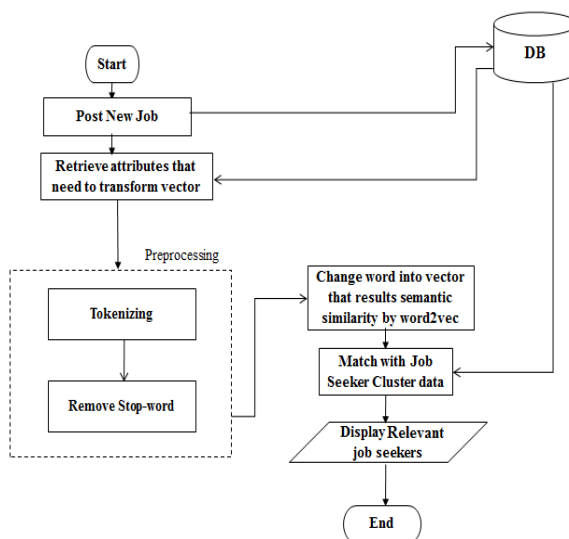 Start
DB
Post New Job
Retrieve attributes that
need to transform vector
Preprocessing
Tokenizing
Remove Stop-word
Change word into vector
that results semantic
similarity by word2vec
Match with Job
Seeker Cluster data
Display Relevant
job seekers
End